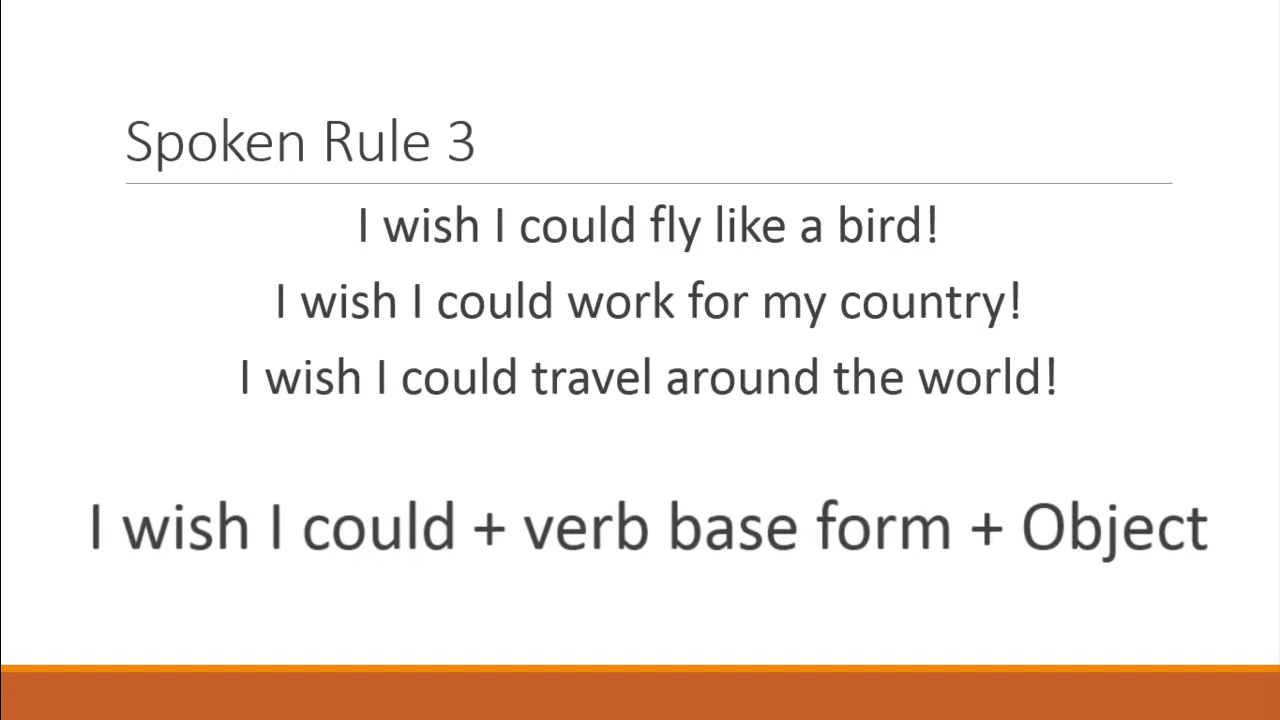 Spoken Rule 3
I wish I could fly like a bird!
I wish I could work for my country!
I wish I could travel around the world!
I wish I could + verb base form + Object